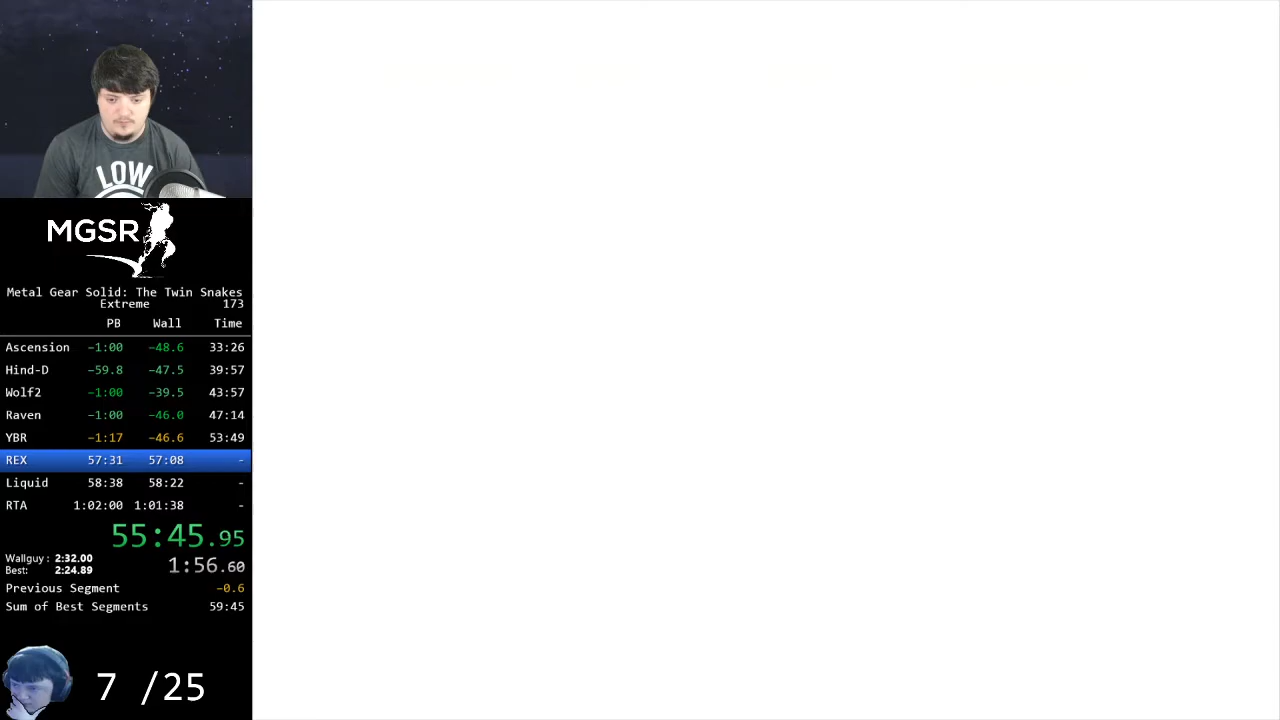 LOW
MGSR
Metal Gear Solid: The Twin Snakes
Extreme 173
PB Wall Time
Ascension -1:00 -48.6 33:26
Hind-D -59.8 -47.5 39:57
Wolf2 -1:00 -39.5 43:57
Raven -1:00 -46.0 47:14
YBR -1:17 -46.6 53:49
REX 57:31 57:08 -
Liquid 58:38 58:22 -
RTA 1:02:00 1:01:38 -
55:45.95
Wallguy : 2:32.00
Best: 2:24.89
1:56.60
Previous Segment -0.6
Sum of Best Segments 59:45
7 /25